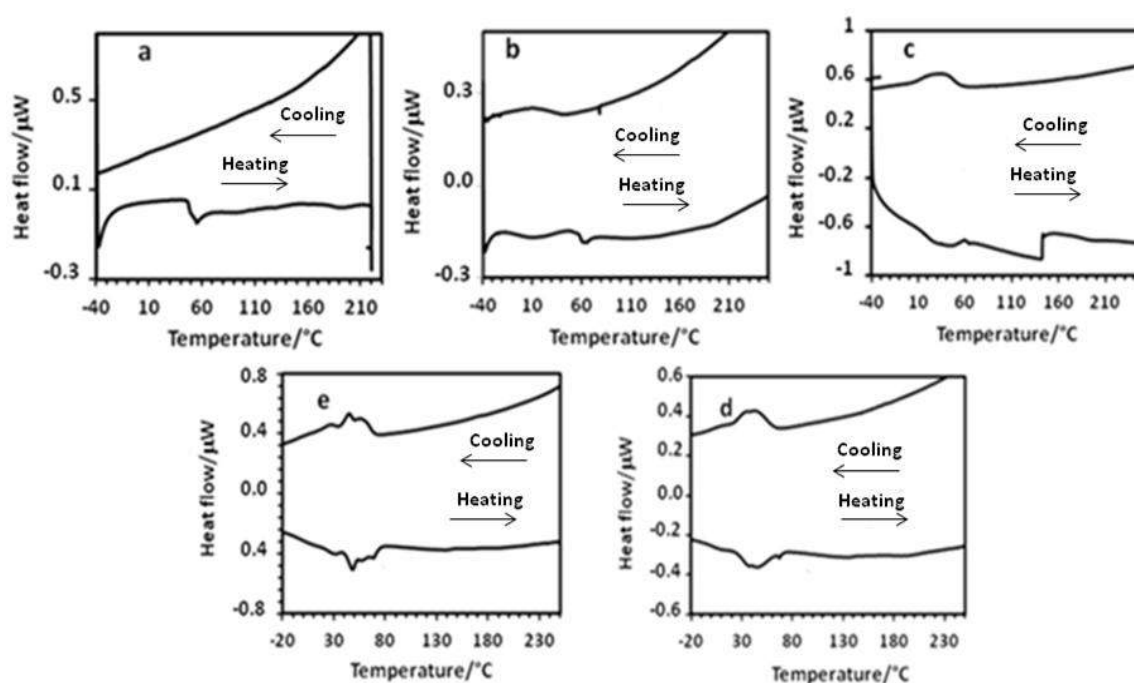 a
0.5
0.1
-0.3
Heat flow/μW
Cooling
Heating
-40 10 60 110 160 210
Temperature/°C
b
0.3
0.0
-0.3
Heat flow/μW
Cooling
Heating
-40 10 60 110 160 210
Temperature/°C
c
1
0.6
0.2
-0.2
-0.6
-1
Heat flow/μW
Cooling
Heating
-40 10 60 110 160 210
Temperature/°C
e
0.8
0.4
0.0
0.4
-0.8
Heat flow/μW
Cooling
Heating
-20 30 80 130 180 230
Temperature/°C
d
0.6
0.4
0.2
0.0
-0.2
-0.4
-0.6
Heat flow/μW
Cooling
Heating
-20 30 80 130 180 230
Temperature/°C